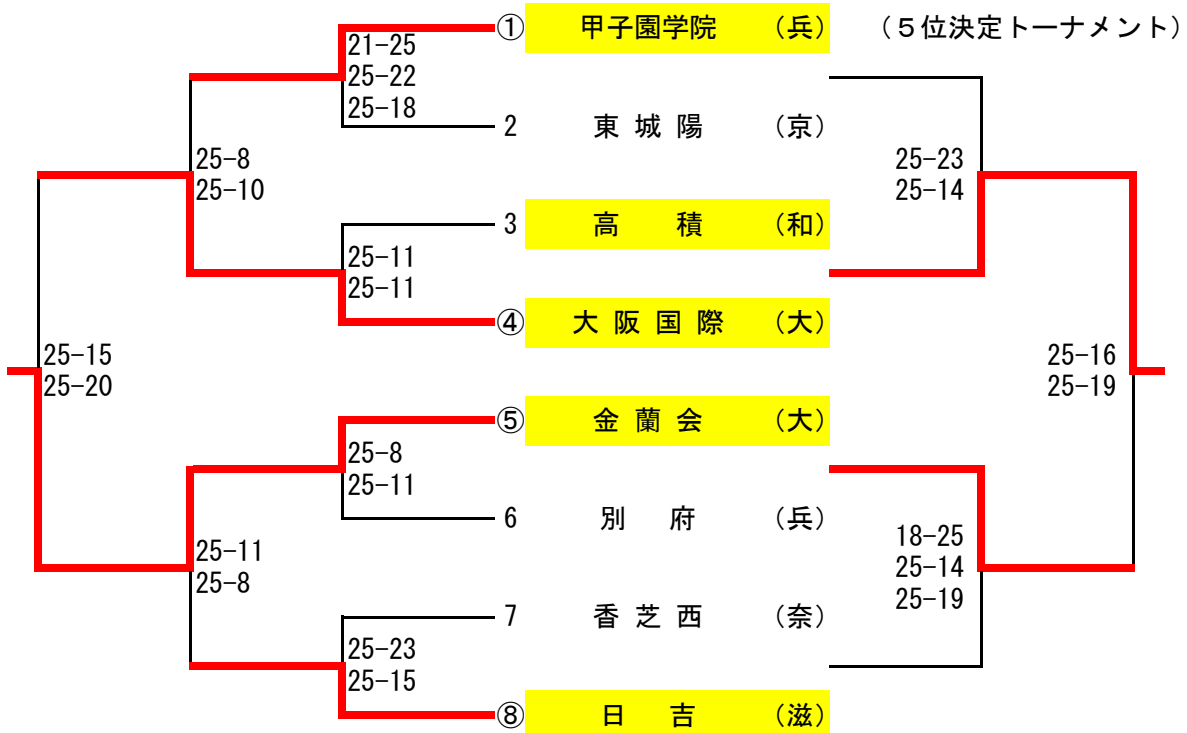 ① 甲子園学院 （兵） （５位決定トーナメント）
21-25
25-22
25-18
2 東城陽 （京）
25-8
25-10
25-23
25-14
3 高積 （和）
25-11
25-11
④ 大阪国際 （大）
25-15
25-20
25-16
25-19
⑤ 金蘭会 （大）
25-8
25-11
6 別府 （兵）
25-11
25-8
18-25
25-14
25-19
7 香芝西 （奈）
25-23
25-15
⑧ 日吉 （滋）